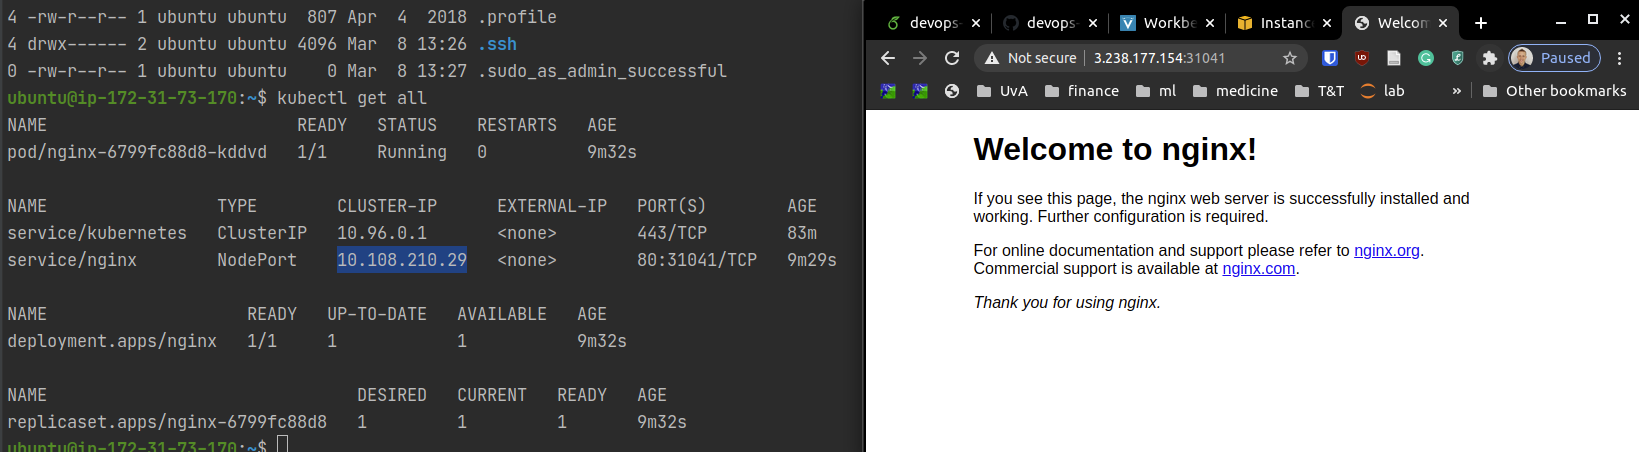 4 -rw-r--r-- 1 ubuntu ubuntu  807 Apr  4  2018 .profile
4 drwx------ 2 ubuntu ubuntu 4096 Mar  8 13:26 .ssh
0 -rw-r--r-- 1 ubuntu ubuntu    0 Mar  8 13:27 .sudo_as_admin_successful
ubuntu@ip-172-31-73-170:~$ kubectl get all
NAME                         READY   STATUS    RESTARTS   AGE
pod/nginx-6799fc88d8-kddvd   1/1     Running   0          9m32s
NAME                 TYPE        CLUSTER-IP      EXTERNAL-IP   PORT(S)        AGE
service/kubernetes   ClusterIP   10.96.0.1       <none>        443/TCP        83m
service/nginx        NodePort    10.108.210.29   <none>        80:31041/TCP   9m29s
NAME                    READY   UP-TO-DATE   AVAILABLE   AGE
deployment.apps/nginx   1/1     1            1           9m32s
NAME                               DESIRED   CURRENT   READY   AGE
replicaset.apps/nginx-6799fc88d8   1         1         1       9m32s
ubuntu@ip-172-31-73-170:~$
devops- devops- Workbe Instanc Welcom
Not secure | 3.238.177.154:31041 Paused
UvA finance ml medicine T&T lab » Other bookmarks
Welcome to nginx!
If you see this page, the nginx web server is successfully installed and
working. Further configuration is required.
For online documentation and support please refer to nginx.org.
Commercial support is available at nginx.com.
Thank you for using nginx.